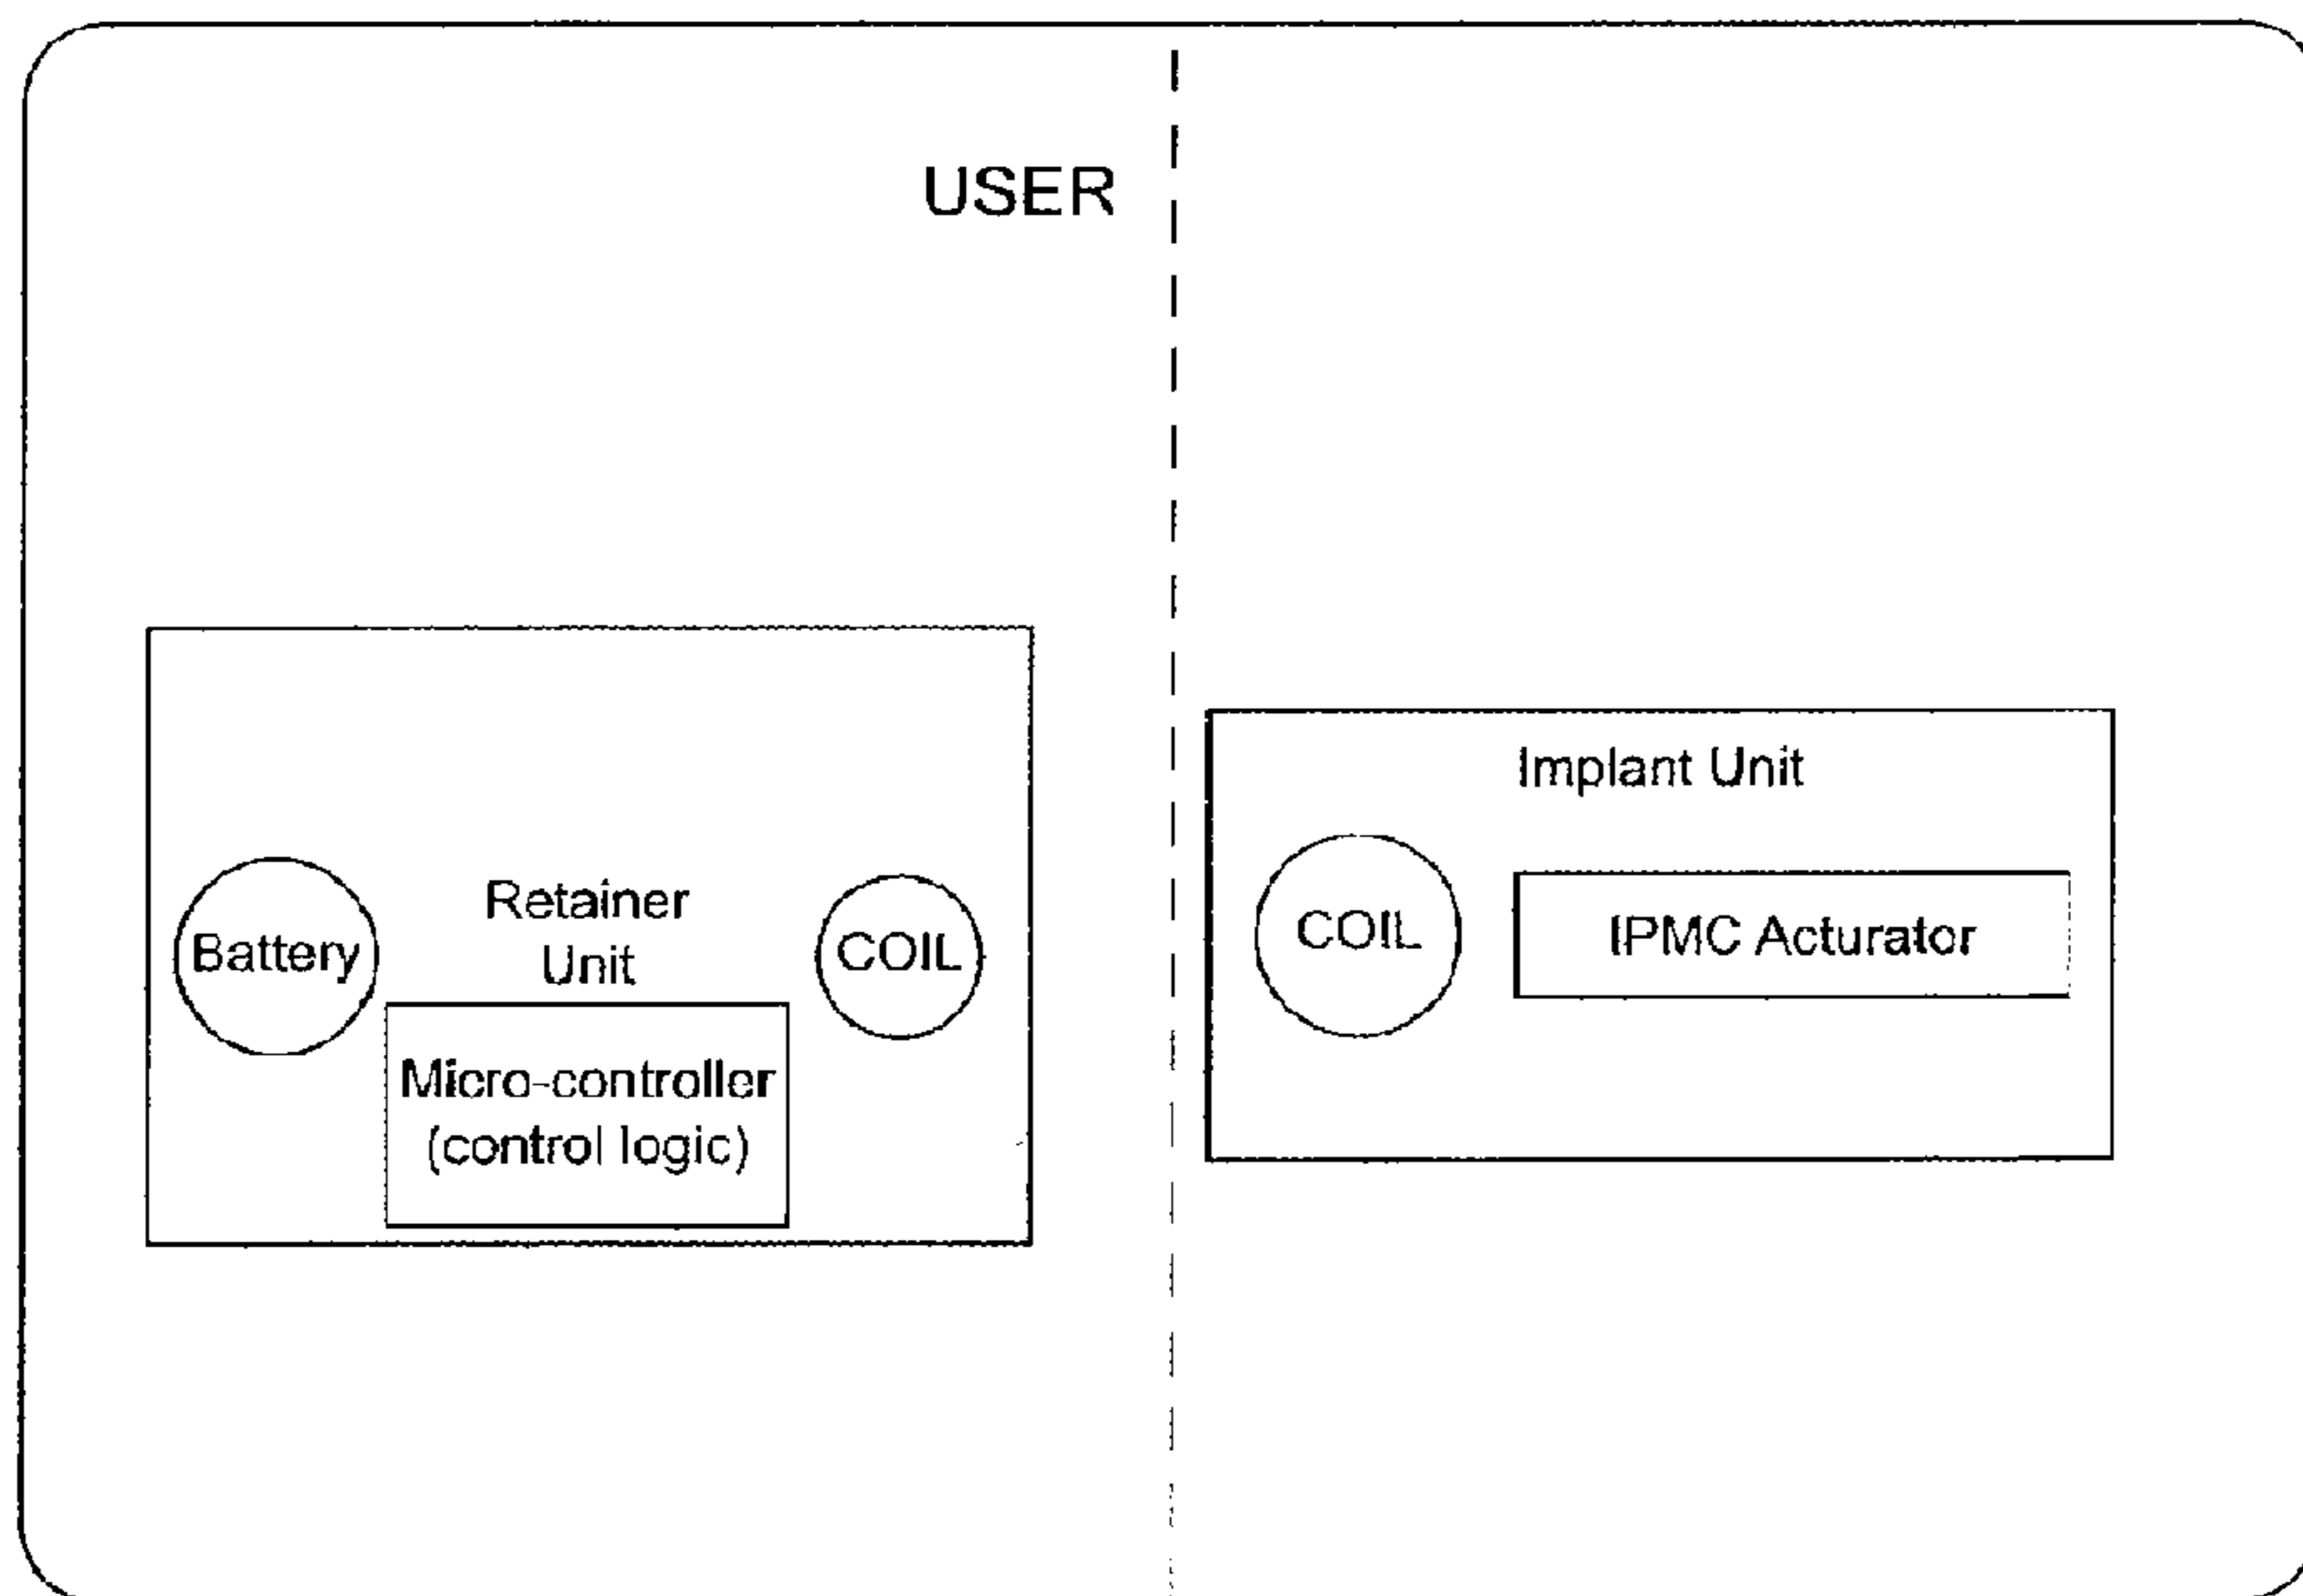 USER
Retainer
Unit
Battery
COIL
Micro-controller
(control logic)
Implant Unit
COIL
IPMC Acturator